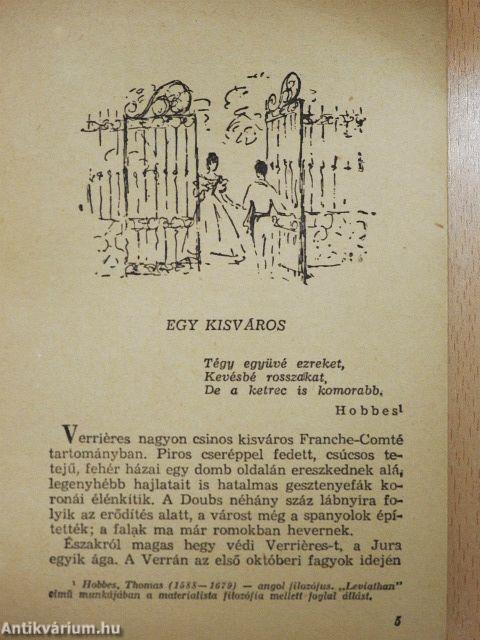 EGY KISVÁROS
Tégy együvé ezreket,
Kevésbé rosszakat,
De a ketrec is komorabb.
Hobbes¹
Verrières nagyon csinos kisváros Franche-Comté
tartományban. Piros cseréppel fedett, csúcsos te-
tejű, fehér házai egy domb oldalán ereszkednek alá,
legenyhébb hajlatait is hatalmas gesztenyefák ko-
ronái élénkítik. A Doubs néhány száz lábnyira fo-
lyik az erődítés alatt, a várost még a spanyolok épí-
tették; a falak ma már romokban hevernek.
Északról magas hegy védi Verrières-t, a Jura
egyik ága. A Verrán az első októberi fagyok idején
¹ Hobbes, Thomas (1588—1679) — angol filozófus. „Leviathan”
című munkájában a materialista filozófia mellett foglal állást.
5
Antikvárium.hu